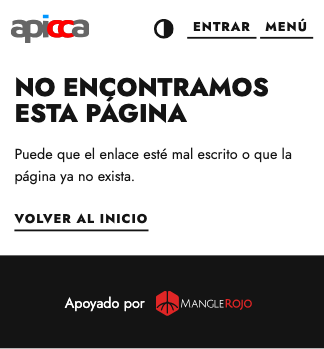 apicca
ENTRAR MENÚ
NO ENCONTRAMOS
ESTA PÁGINA
Puede que el enlace esté mal escrito o que la
página ya no exista.
VOLVER AL INICIO
Apoyado por MANGLEROJO